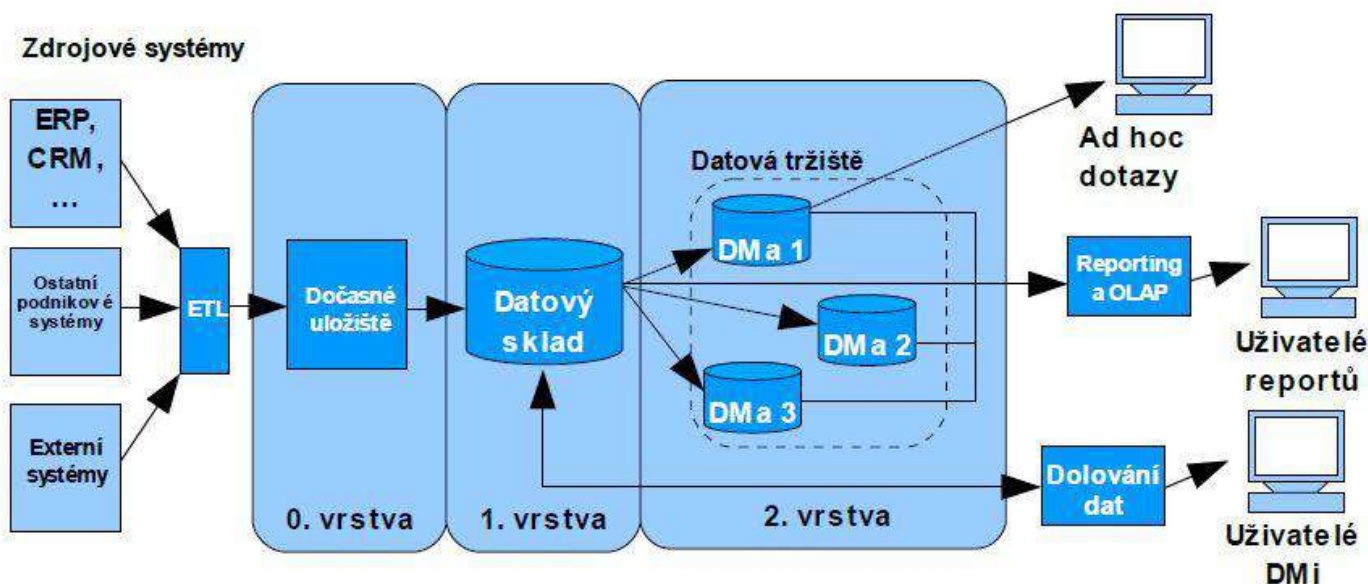 Zdrojové systémy
ERP,
CRM,
...
Ostatní
podnikové
systémy
Externí
systémy
ETL
Dočasné
uložiště
0. vrstva
Datový
sklad
1. vrstva
Datová tržiště
DMa 1
DMa 2
DMa 3
2. vrstva
Ad hoc
dotazy
Reporting
a OLAP
Uživatelé
reportů
Dolování
dat
Uživatelé
DMi